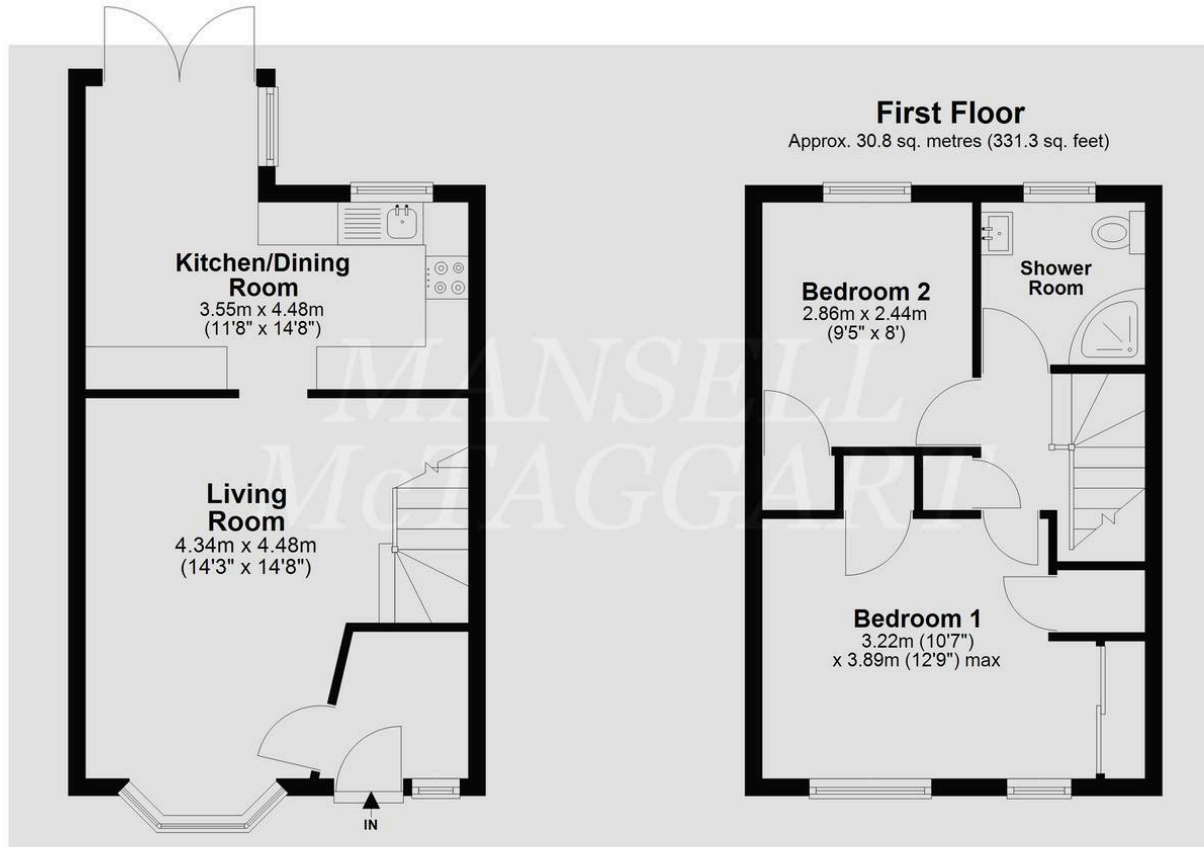 First Floor
Approx. 30.8 sq. metres (331.3 sq. feet)
Kitchen/Dining
Room
3.55m x 4.48m
(11'8" x 14'8")
Bedroom 2
2.86m x 2.44m
(9'5" x 8')
Shower
Room
MANSELL
McTAGGART
Living
Room
4.34m x 4.48m
(14'3" x 14'8")
Bedroom 1
3.22m (10'7")
x 3.89m (12'9") max
IN